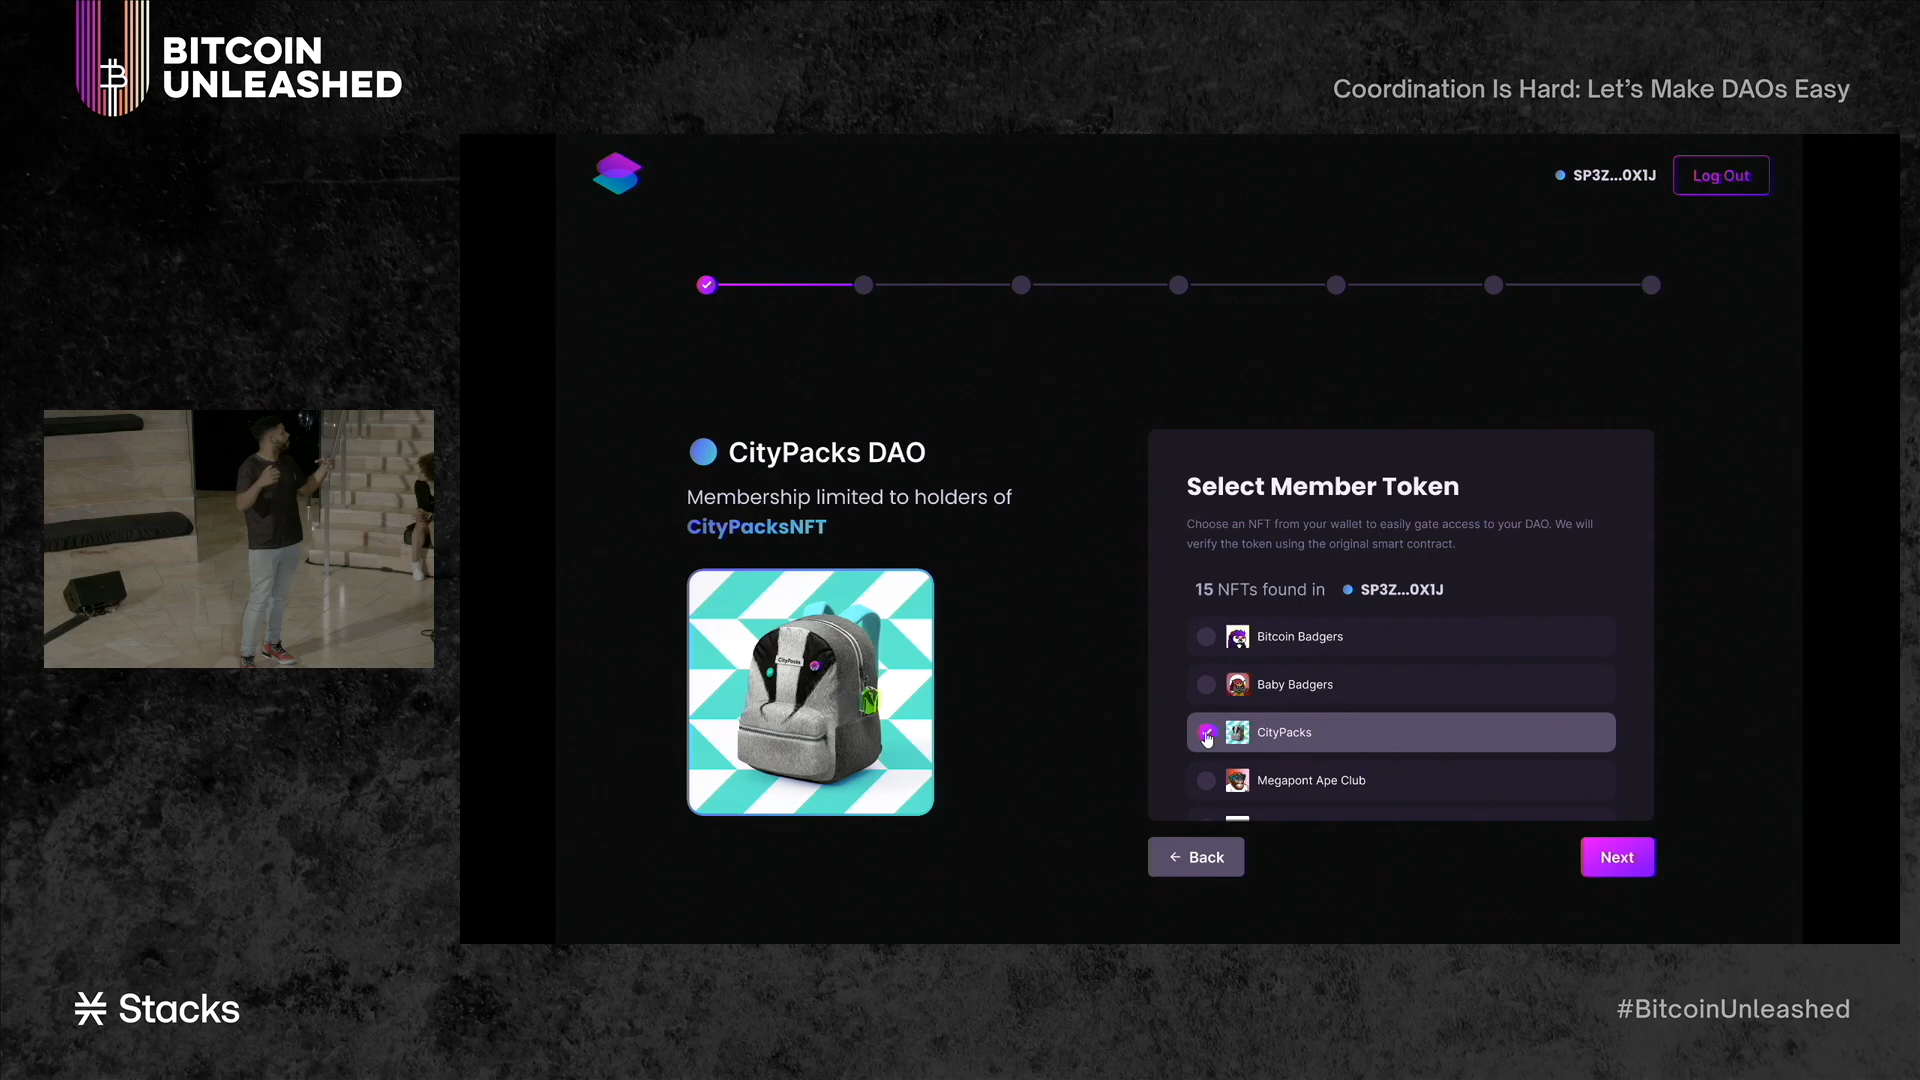 BITCOIN
UNLEASHED
Coordination Is Hard: Let’s Make DAOs Easy
SP3Z...0X1J
Log Out
CityPacks DAO
Membership limited to holders of
CityPacksNFT
CityPacks
Select Member Token
Choose an NFT from your wallet to easily gate access to your DAO. We will
verify the token using the original smart contract.
15 NFTs found in SP3Z...0X1J
Bitcoin Badgers
Baby Badgers
CityPacks
Megapont Ape Club
← Back
Next
Stacks
#BitcoinUnleashed